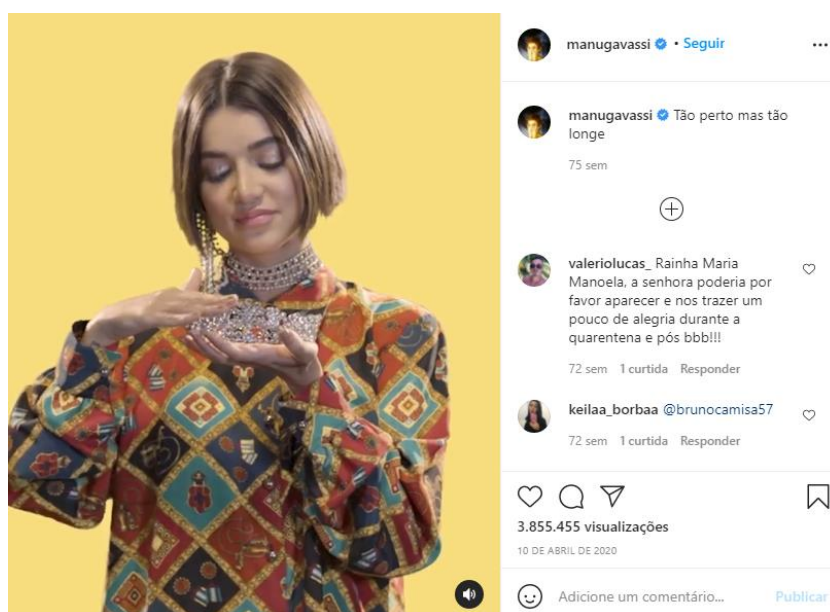 manugavassi • Seguir
manugavassi Tão perto mas tão
longe
75 sem
valeriolucas_ Rainha Maria
Manoela, a senhora poderia por
favor aparecer e nos trazer um
pouco de alegria durante a
quarentena e pós bbb!!!
72 sem 1 curtida Responder
keilaa_borbaa @brunocamisa57
72 sem 1 curtida Responder
3.855.455 visualizações
10 DE ABRIL DE 2020
Adicione um comentário... Publicar